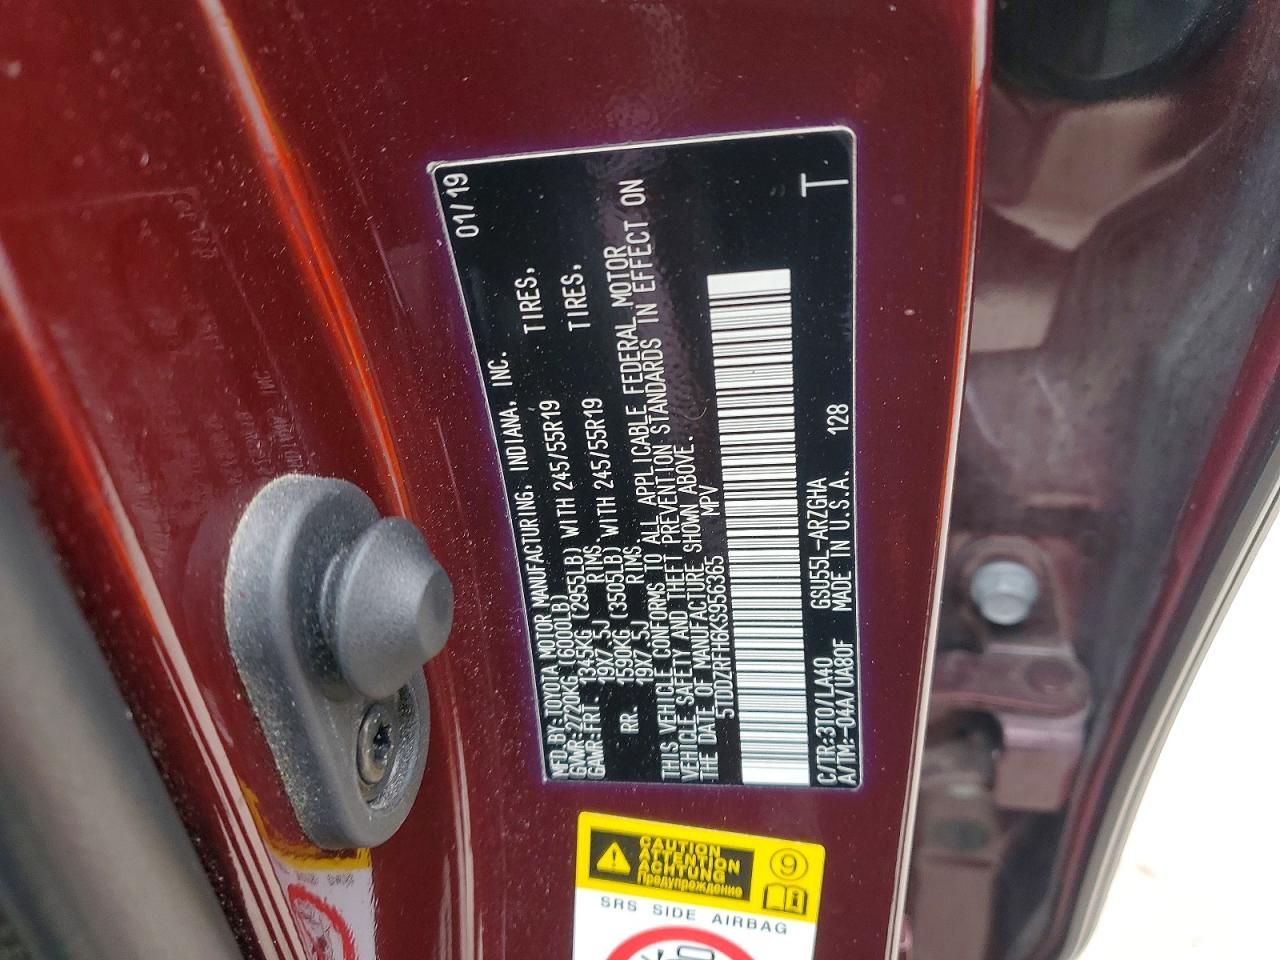 MFD BY: TOYOTA MOTOR MANUFACTURING, INDIANA, INC. 01/19
GVWR: 2720KG (6000LB)
GAWR: FRT. 1345KG (2955LB) WITH 245/55R19 TIRES,
19X7.5J RIMS.
RR. 1590KG (3505LB) WITH 245/55R19 TIRES,
19X7.5J RIMS.
THIS VEHICLE CONFORMS TO ALL APPLICABLE FEDERAL MOTOR
VEHICLE SAFETY AND THEFT PREVENTION STANDARDS IN EFFECT ON
THE DATE OF MANUFACTURE SHOWN ABOVE.
5TDDZRFH6KS956365 MPV
C/TR: 3T0/LA40 GSU55L-ARZGHA
A/TM: -04A/UA80F MADE IN U.S.A. 128
T
CAUTION
ATTENTION
ACHTUNG
Предупреждение
9
SRS SIDE AIRBAG